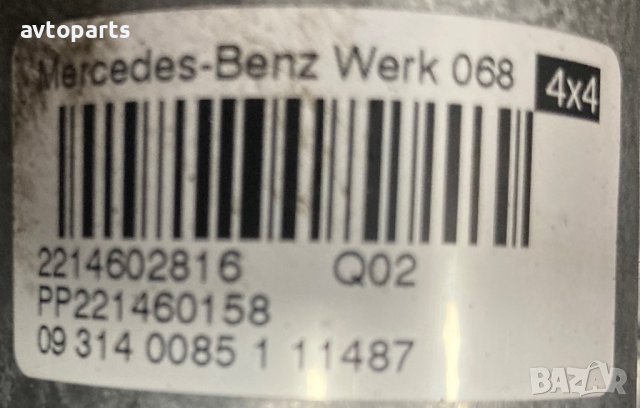 avtoparts
Mercedes-Benz Werk 068
4x4
2214602816 Q02
PP221460158
09 314 0085 1 11487
BAZAR